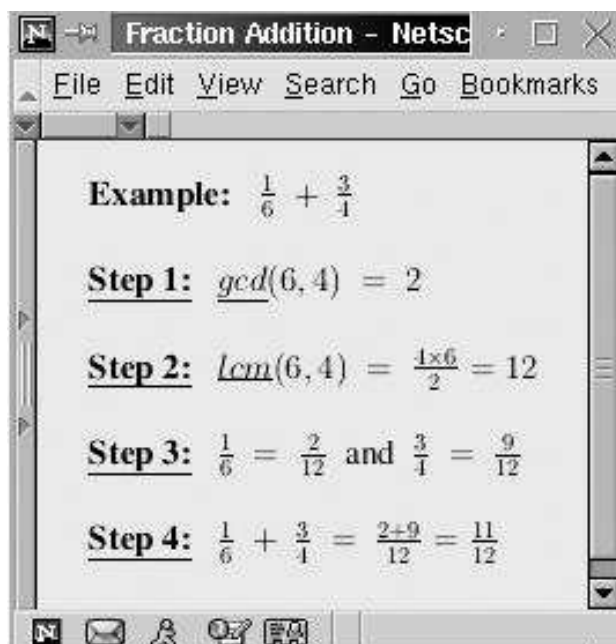 Fraction Addition - Netsc
File Edit View Search Go Bookmarks
Example: 1/6 + 3/4
Step 1: gcd(6, 4) = 2
Step 2: lcm(6, 4) = 4×6/2 = 12
Step 3: 1/6 = 2/12 and 3/4 = 9/12
Step 4: 1/6 + 3/4 = 2+9/12 = 11/12
N